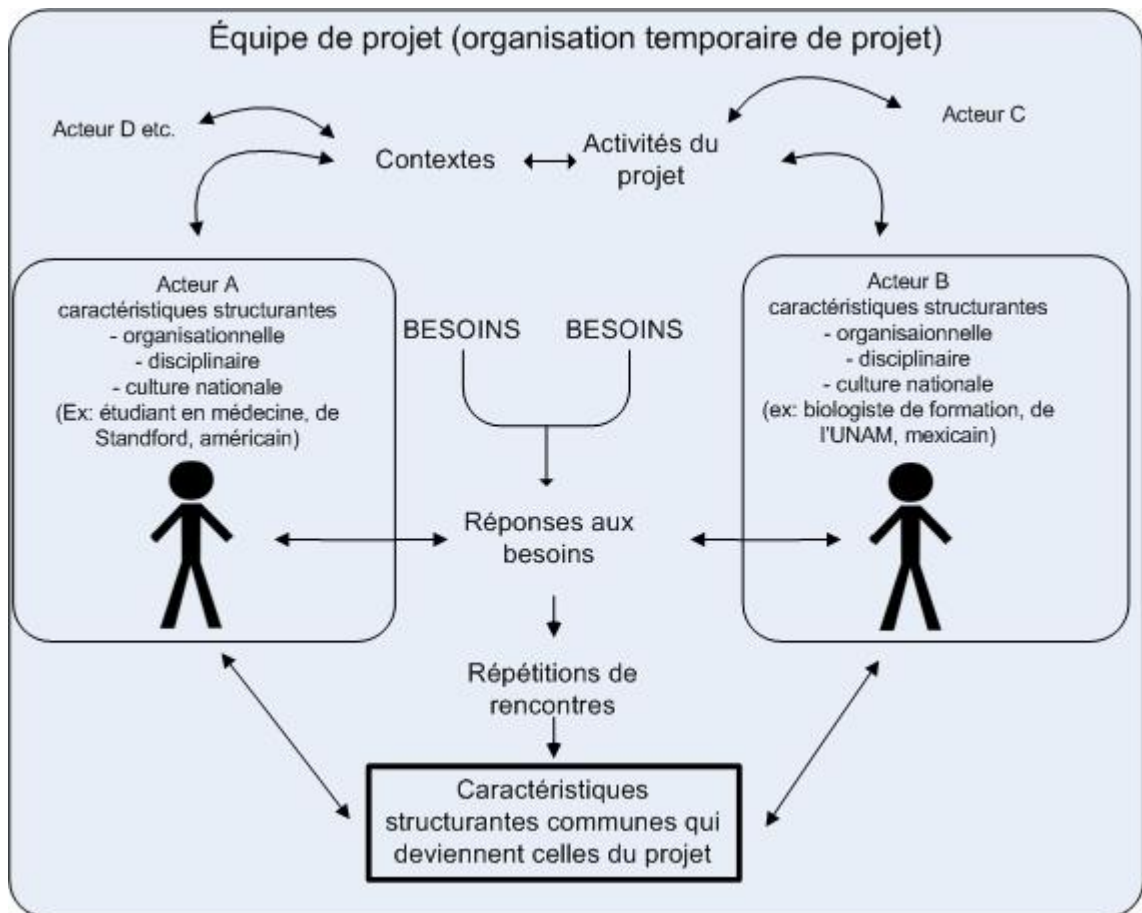 Équipe de projet (organisation temporaire de projet)
Acteur D etc.
Contextes
Activités du
projet
Acteur C
Acteur A
caractéristiques structurantes
- organisationnelle
- disciplinaire
- culture nationale
(Ex: étudiant en médecine, de
Standford, américain)
BESOINS
BESOINS
Acteur B
caractéristiques structurantes
- organisaionnelle
- disciplinaire
- culture nationale
(ex: biologiste de formation, de
l'UNAM, mexicain)
Réponses aux
besoins
Répétitions de
rencontres
Caractéristiques
structurantes communes qui
deviennent celles du projet